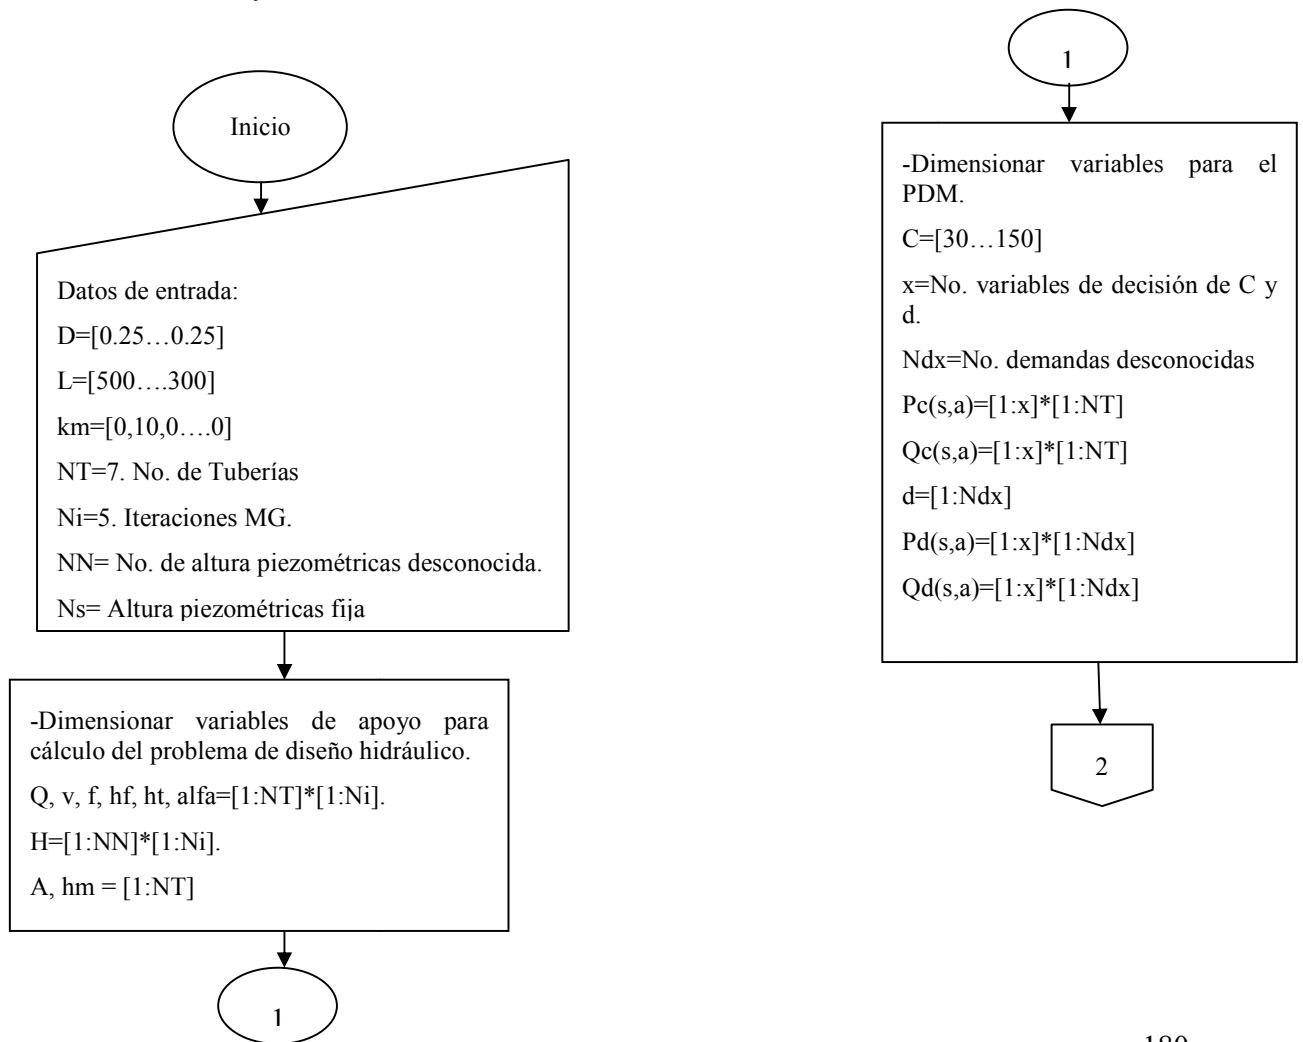 Inicio
Datos de entrada:
D=[0.25…0.25]
L=[500….300]
km=[0,10,0….0]
NT=7. No. de Tuberías
Ni=5. Iteraciones MG.
NN= No. de altura piezométricas desconocida.
Ns= Altura piezométricas fija
-Dimensionar variables de apoyo para
cálculo del problema de diseño hidráulico.
Q, v, f, hf, ht, alfa=[1:NT]*[1:Ni].
H=[1:NN]*[1:Ni].
A, hm = [1:NT]
1
1
-Dimensionar variables para el
PDM.
C=[30…150]
x=No. variables de decisión de C y
d.
Ndx=No. demandas desconocidas
Pc(s,a)=[1:x]*[1:NT]
Qc(s,a)=[1:x]*[1:NT]
d=[1:Ndx]
Pd(s,a)=[1:x]*[1:Ndx]
Qd(s,a)=[1:x]*[1:Ndx]
2
180